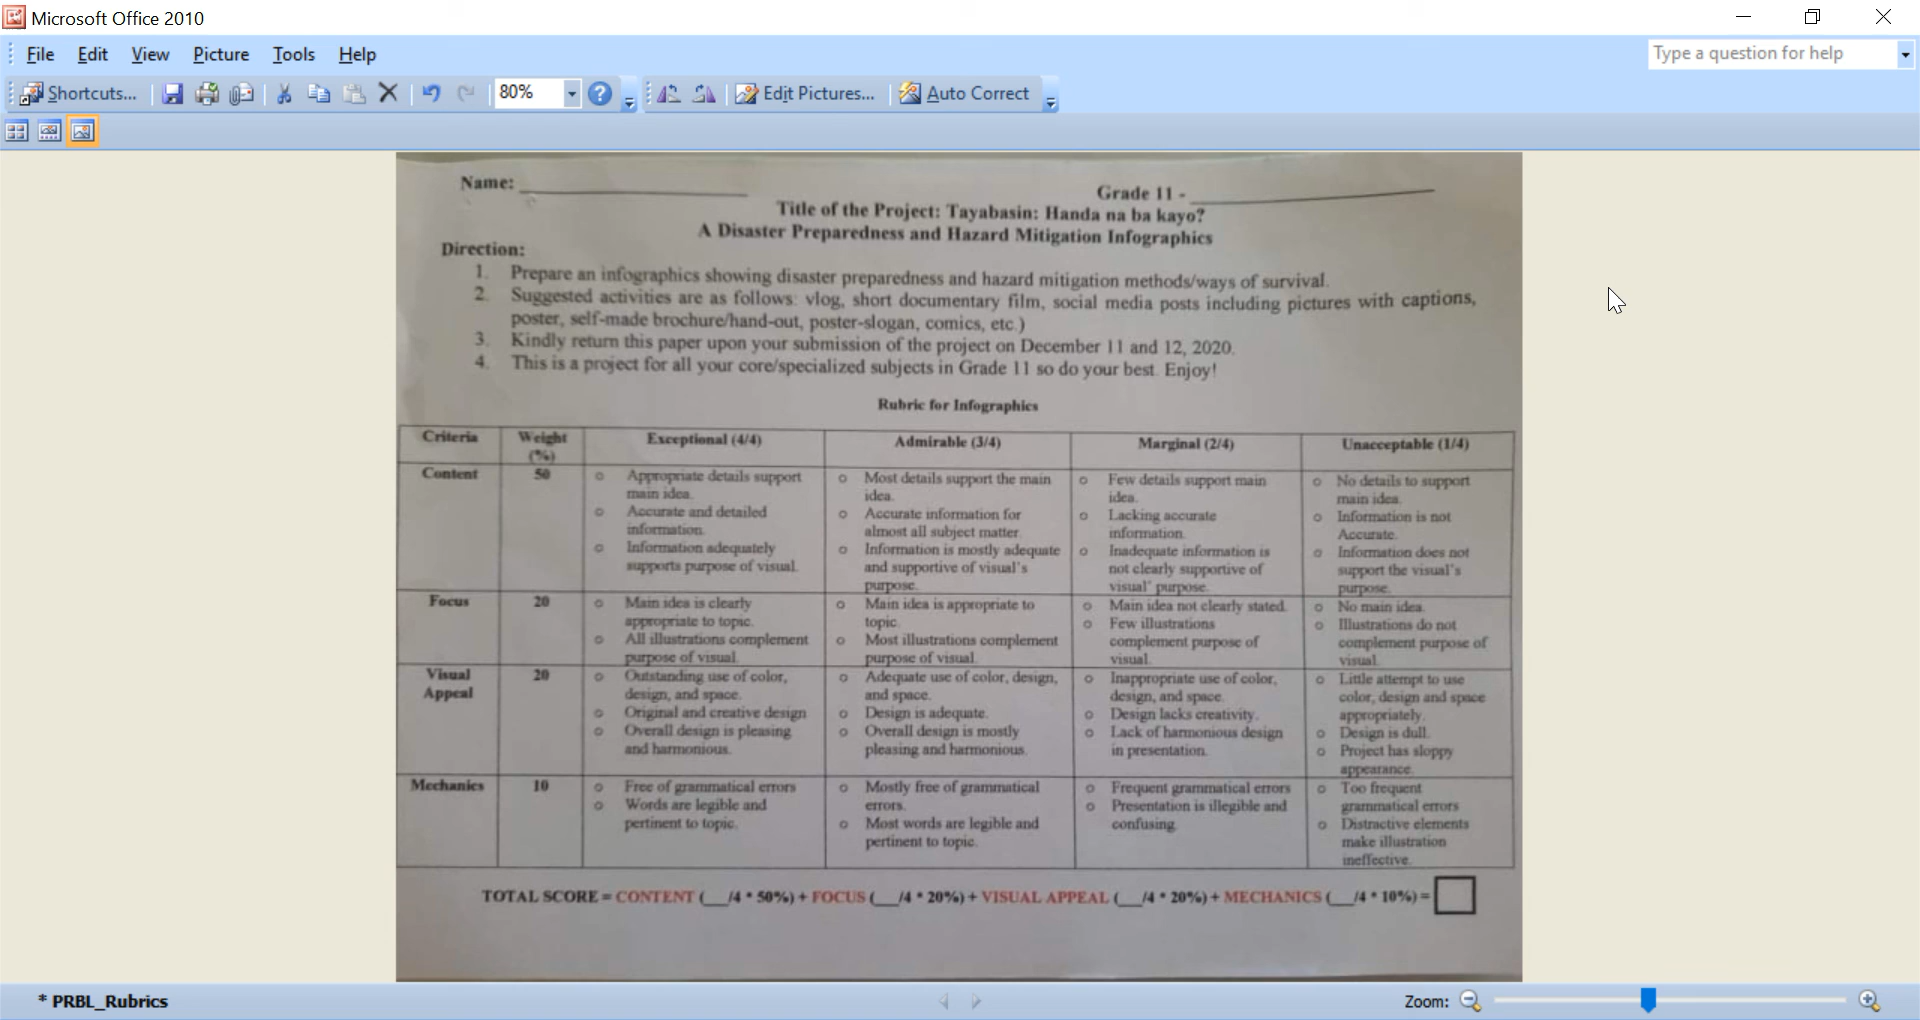 Microsoft Office 2010
File Edit View Picture Tools Help
Type a question for help
Shortcuts...
80%
Edit Pictures...
Auto Correct
Name:
Grade 11 -
Title of the Project: Tayabasin: Handa na ba kayo?
A Disaster Preparedness and Hazard Mitigation Infographics
Direction:
1. Prepare an infographics showing disaster preparedness and hazard mitigation methods/ways of survival.
2. Suggested activities are as follows: vlog, short documentary film, social media posts including pictures with captions,
poster, self-made brochure/hand-out, poster-slogan, comics, etc.)
3. Kindly return this paper upon your submission of the project on December 11 and 12, 2020.
4. This is a project for all your core/specialized subjects in Grade 11 so do your best. Enjoy!
Rubric for Infographics
Criteria
Weight
(%)
Exceptional (4/4)
Admirable (3/4)
Marginal (2/4)
Unacceptable (1/4)
Content
50
o Appropriate details support
main idea.
o Accurate and detailed
information.
o Information adequately
supports purpose of visual.
o Most details support the main
idea.
o Accurate information for
almost all subject matter.
o Information is mostly adequate
and supportive of visual's
purpose.
o Few details support main
idea.
o Lacking accurate
information.
o Inadequate information is
not clearly supportive of
visual' purpose.
o No details to support
main idea.
o Information is not
Accurate.
o Information does not
support the visual's
purpose.
Focus
20
o Main idea is clearly
appropriate to topic.
o All illustrations complement
purpose of visual.
o Main idea is appropriate to
topic.
o Most illustrations complement
purpose of visual.
o Main idea not clearly stated.
o Few illustrations
complement purpose of
visual.
o No main idea.
o Illustrations do not
complement purpose of
visual.
Visual
Appeal
20
o Outstanding use of color,
design, and space.
o Original and creative design
o Overall design is pleasing
and harmonious.
o Adequate use of color, design,
and space.
o Design is adequate.
o Overall design is mostly
pleasing and harmonious.
o Inappropriate use of color,
design, and space.
o Design lacks creativity.
o Lack of harmonious design
in presentation.
o Little attempt to use
color, design and space
appropriately.
o Design is dull.
o Project has sloppy
appearance.
Mechanics
10
o Free of grammatical errors
o Words are legible and
pertinent to topic.
o Mostly free of grammatical
errors.
o Most words are legible and
pertinent to topic.
o Frequent grammatical errors
o Presentation is illegible and
confusing.
o Too frequent
grammatical errors
o Distractive elements
make illustration
ineffective.
TOTAL SCORE = CONTENT (__/4 * 50%) + FOCUS (__/4 * 20%) + VISUAL APPEAL (__/4 * 20%) + MECHANICS (__/4 * 10%) =
* PRBL_Rubrics
Zoom: